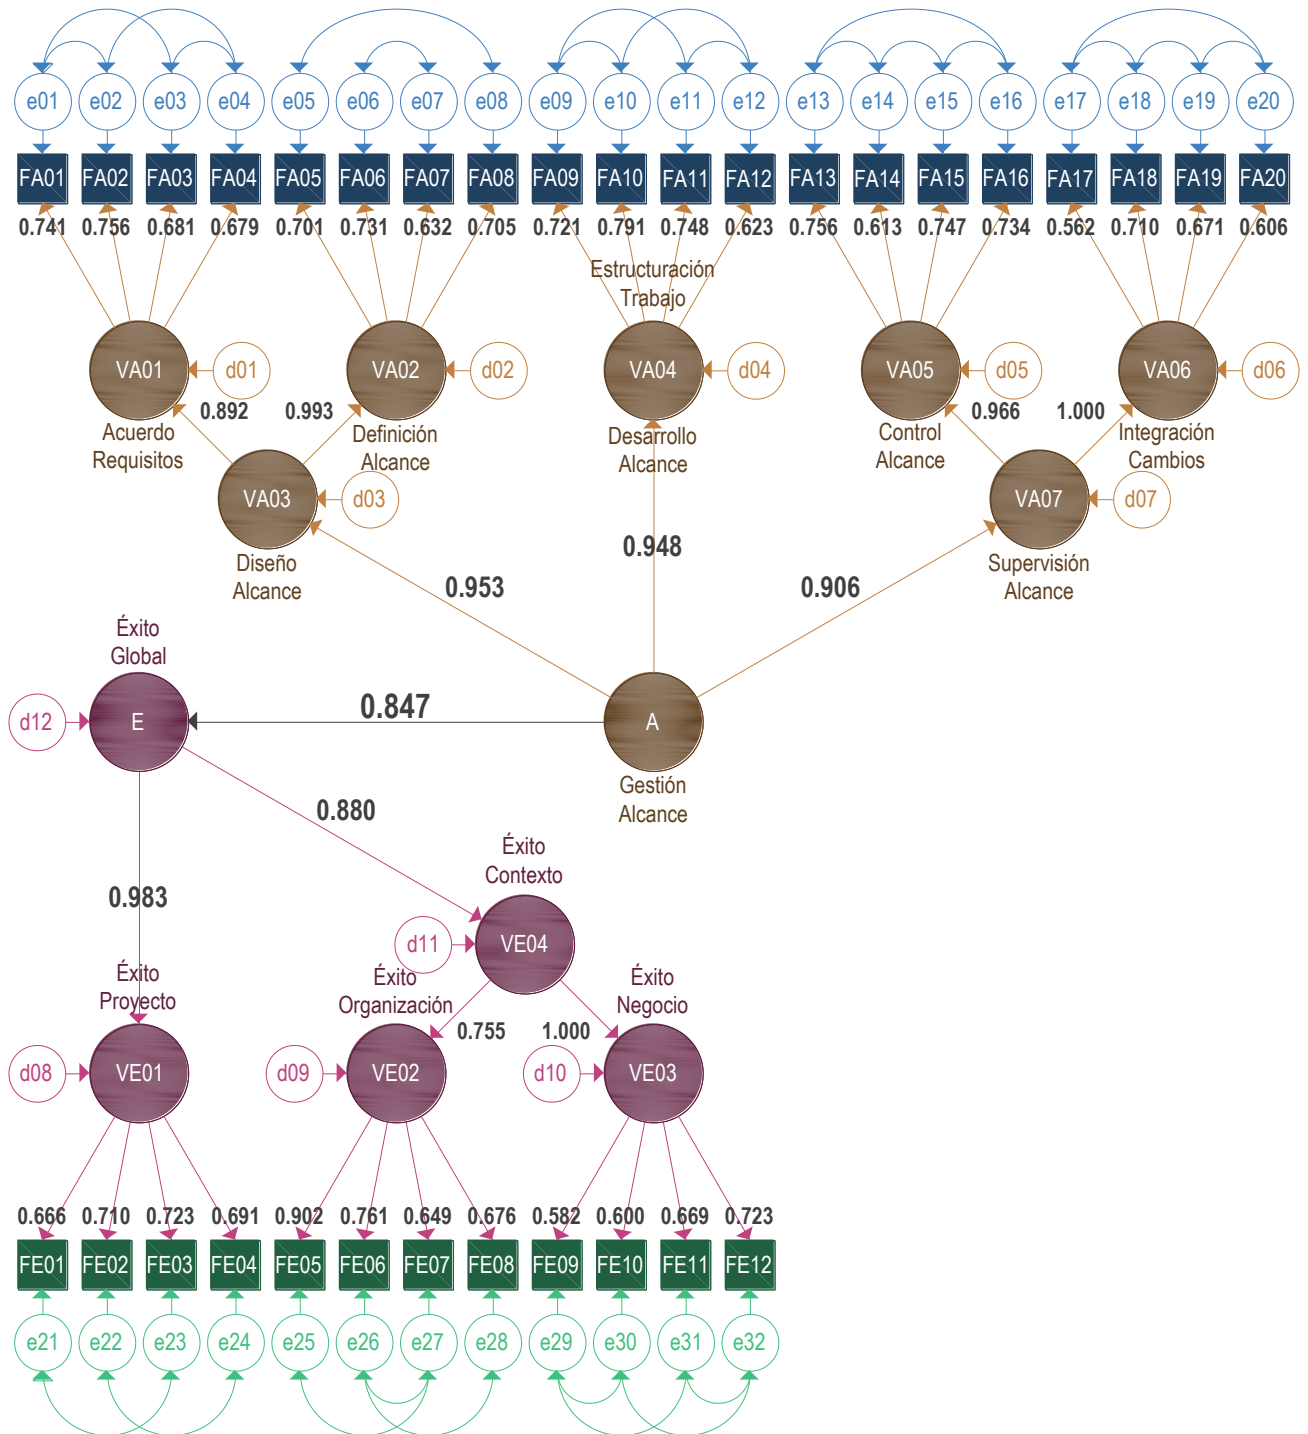 e01 e02 e03 e04 e05 e06 e07 e08 e09 e10 e11 e12 e13 e14 e15 e16 e17 e18 e19 e20
FA01 FA02 FA03 FA04 FA05 FA06 FA07 FA08 FA09 FA10 FA11 FA12 FA13 FA14 FA15 FA16 FA17 FA18 FA19 FA20
0.741 0.756 0.681 0.679 0.701 0.731 0.632 0.705 0.721 0.791 0.748 0.623 0.756 0.613 0.747 0.734 0.562 0.710 0.671 0.606
Estructuración
Trabajo
VA01 d01 VA02 d02 VA04 d04 VA05 d05 VA06 d06
0.892 0.993 0.966 1.000
Acuerdo
Requisitos
Definición
Alcance
Desarrollo
Alcance
Control
Alcance
Integración
Cambios
VA03 d03 VA07 d07
Diseño
Alcance
0.948
Supervisión
Alcance
0.953 0.906
Éxito
Global
d12 E 0.847 A
Gestión
Alcance
0.880
Éxito
Contexto
0.983
d11 VE04
Éxito
Proyecto
Éxito
Organización
Éxito
Negocio
0.755 1.000
d08 VE01 d09 VE02 d10 VE03
0.666 0.710 0.723 0.691 0.902 0.761 0.649 0.676 0.582 0.600 0.669 0.723
FE01 FE02 FE03 FE04 FE05 FE06 FE07 FE08 FE09 FE10 FE11 FE12
e21 e22 e23 e24 e25 e26 e27 e28 e29 e30 e31 e32